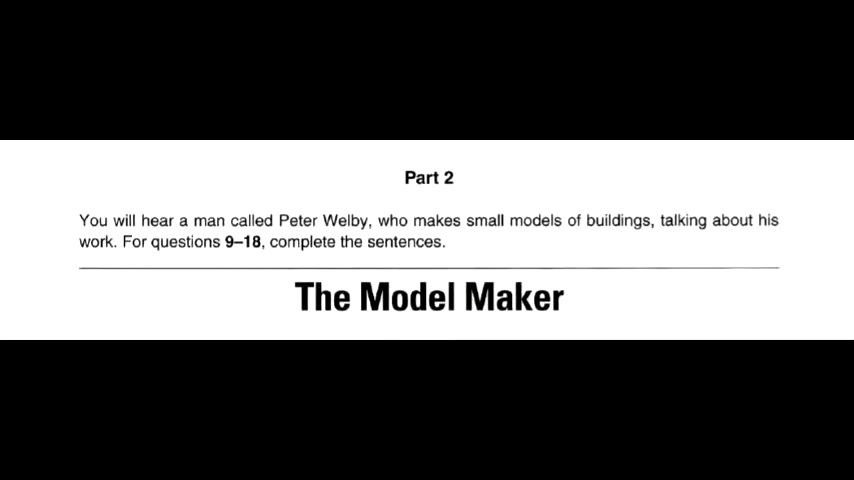 Part 2
You will hear a man called Peter Welby, who makes small models of buildings, talking about his
work. For questions 9–18, complete the sentences.
The Model Maker